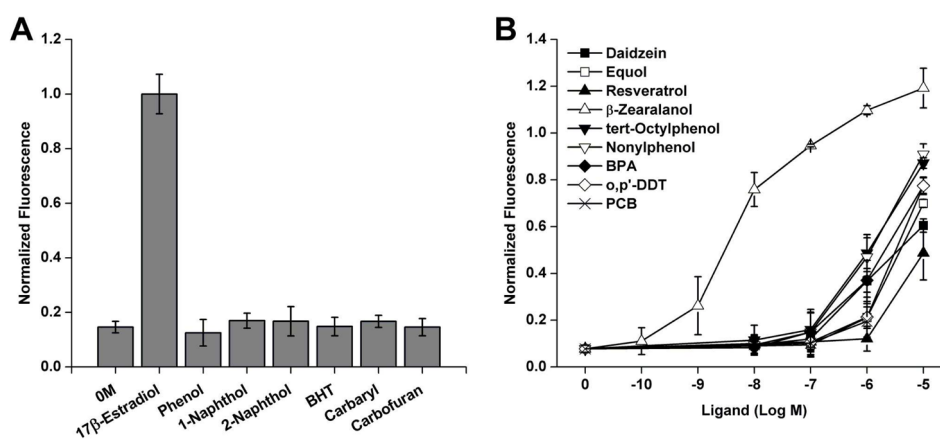 A
Normalized Fluorescence
1.2
1.0
0.8
0.6
0.4
0.2
0.0
0M
17β-Estradiol
Phenol
1-Naphthol
2-Naphthol
BHT
Carbaryl
Carbofuran
B
Normalized Fluorescence
1.4
1.2
1.0
0.8
0.6
0.4
0.2
0.0
Daidzein
Equol
Resveratrol
β-Zearalanol
tert-Octylphenol
Nonylphenol
BPA
o,p'-DDT
PCB
0 -10 -9 -8 -7 -6 -5
Ligand (Log M)